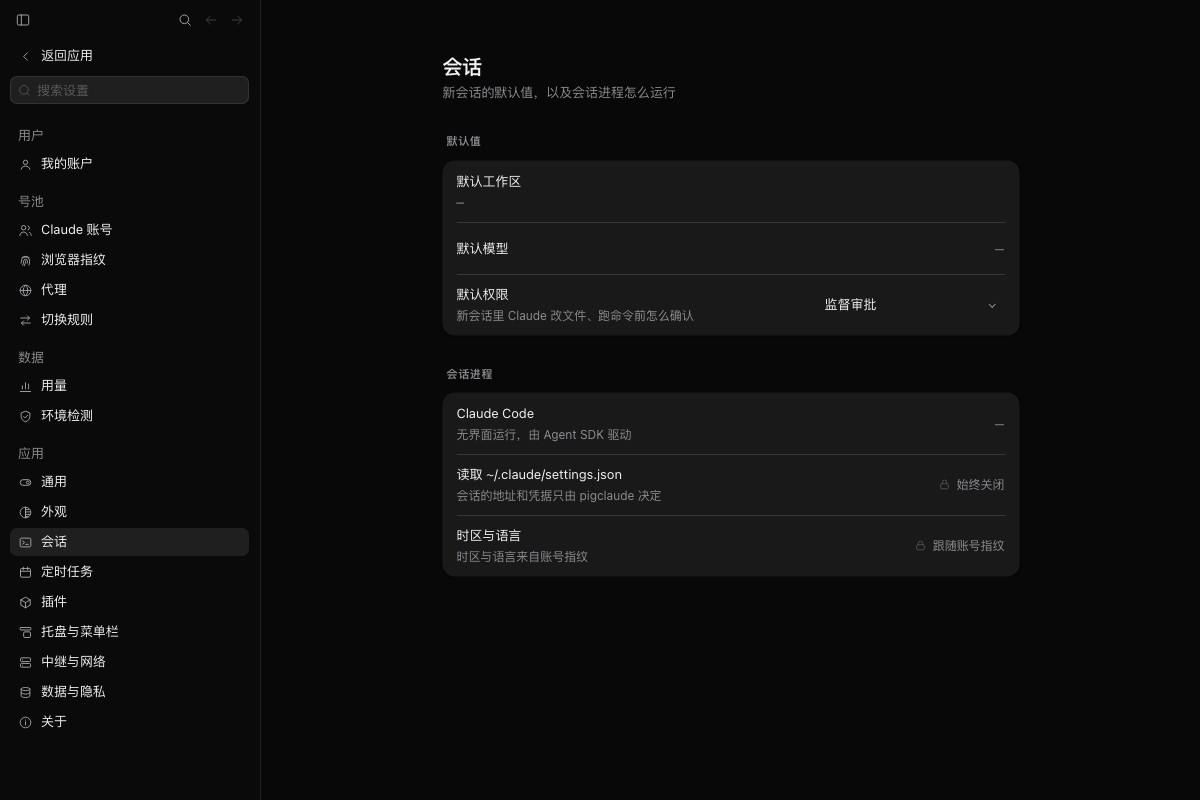 返回应用
搜索设置
用户
我的账户
号池
Claude 账号
浏览器指纹
代理
切换规则
数据
用量
环境检测
应用
通用
外观
会话
定时任务
插件
托盘与菜单栏
中继与网络
数据与隐私
关于
会话
新会话的默认值，以及会话进程怎么运行
默认值
默认工作区
—
默认模型
—
默认权限
新会话里 Claude 改文件、跑命令前怎么确认
监督审批
会话进程
Claude Code
无界面运行，由 Agent SDK 驱动
—
读取 ~/.claude/settings.json
会话的地址和凭据只由 pigclaude 决定
始终关闭
时区与语言
时区与语言来自账号指纹
跟随账号指纹